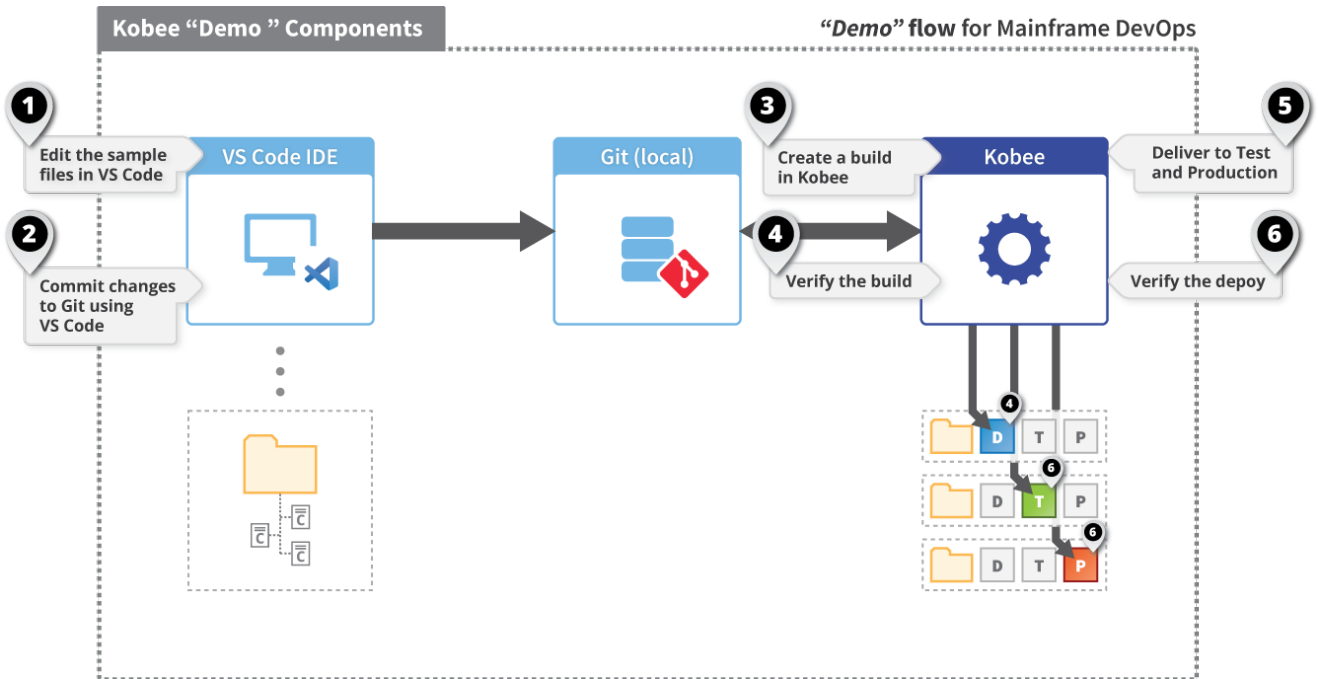 Kobee “Demo ” Components
“Demo” flow for Mainframe DevOps
1
Edit the sample
files in VS Code
2
Commit changes
to Git using
VS Code
VS Code IDE
Git (local)
3
Create a build
in Kobee
4
Verify the build
Kobee
5
Deliver to Test
and Production
6
Verify the depoy
C
C
C
4
D T P
6
D T P
6
D T P